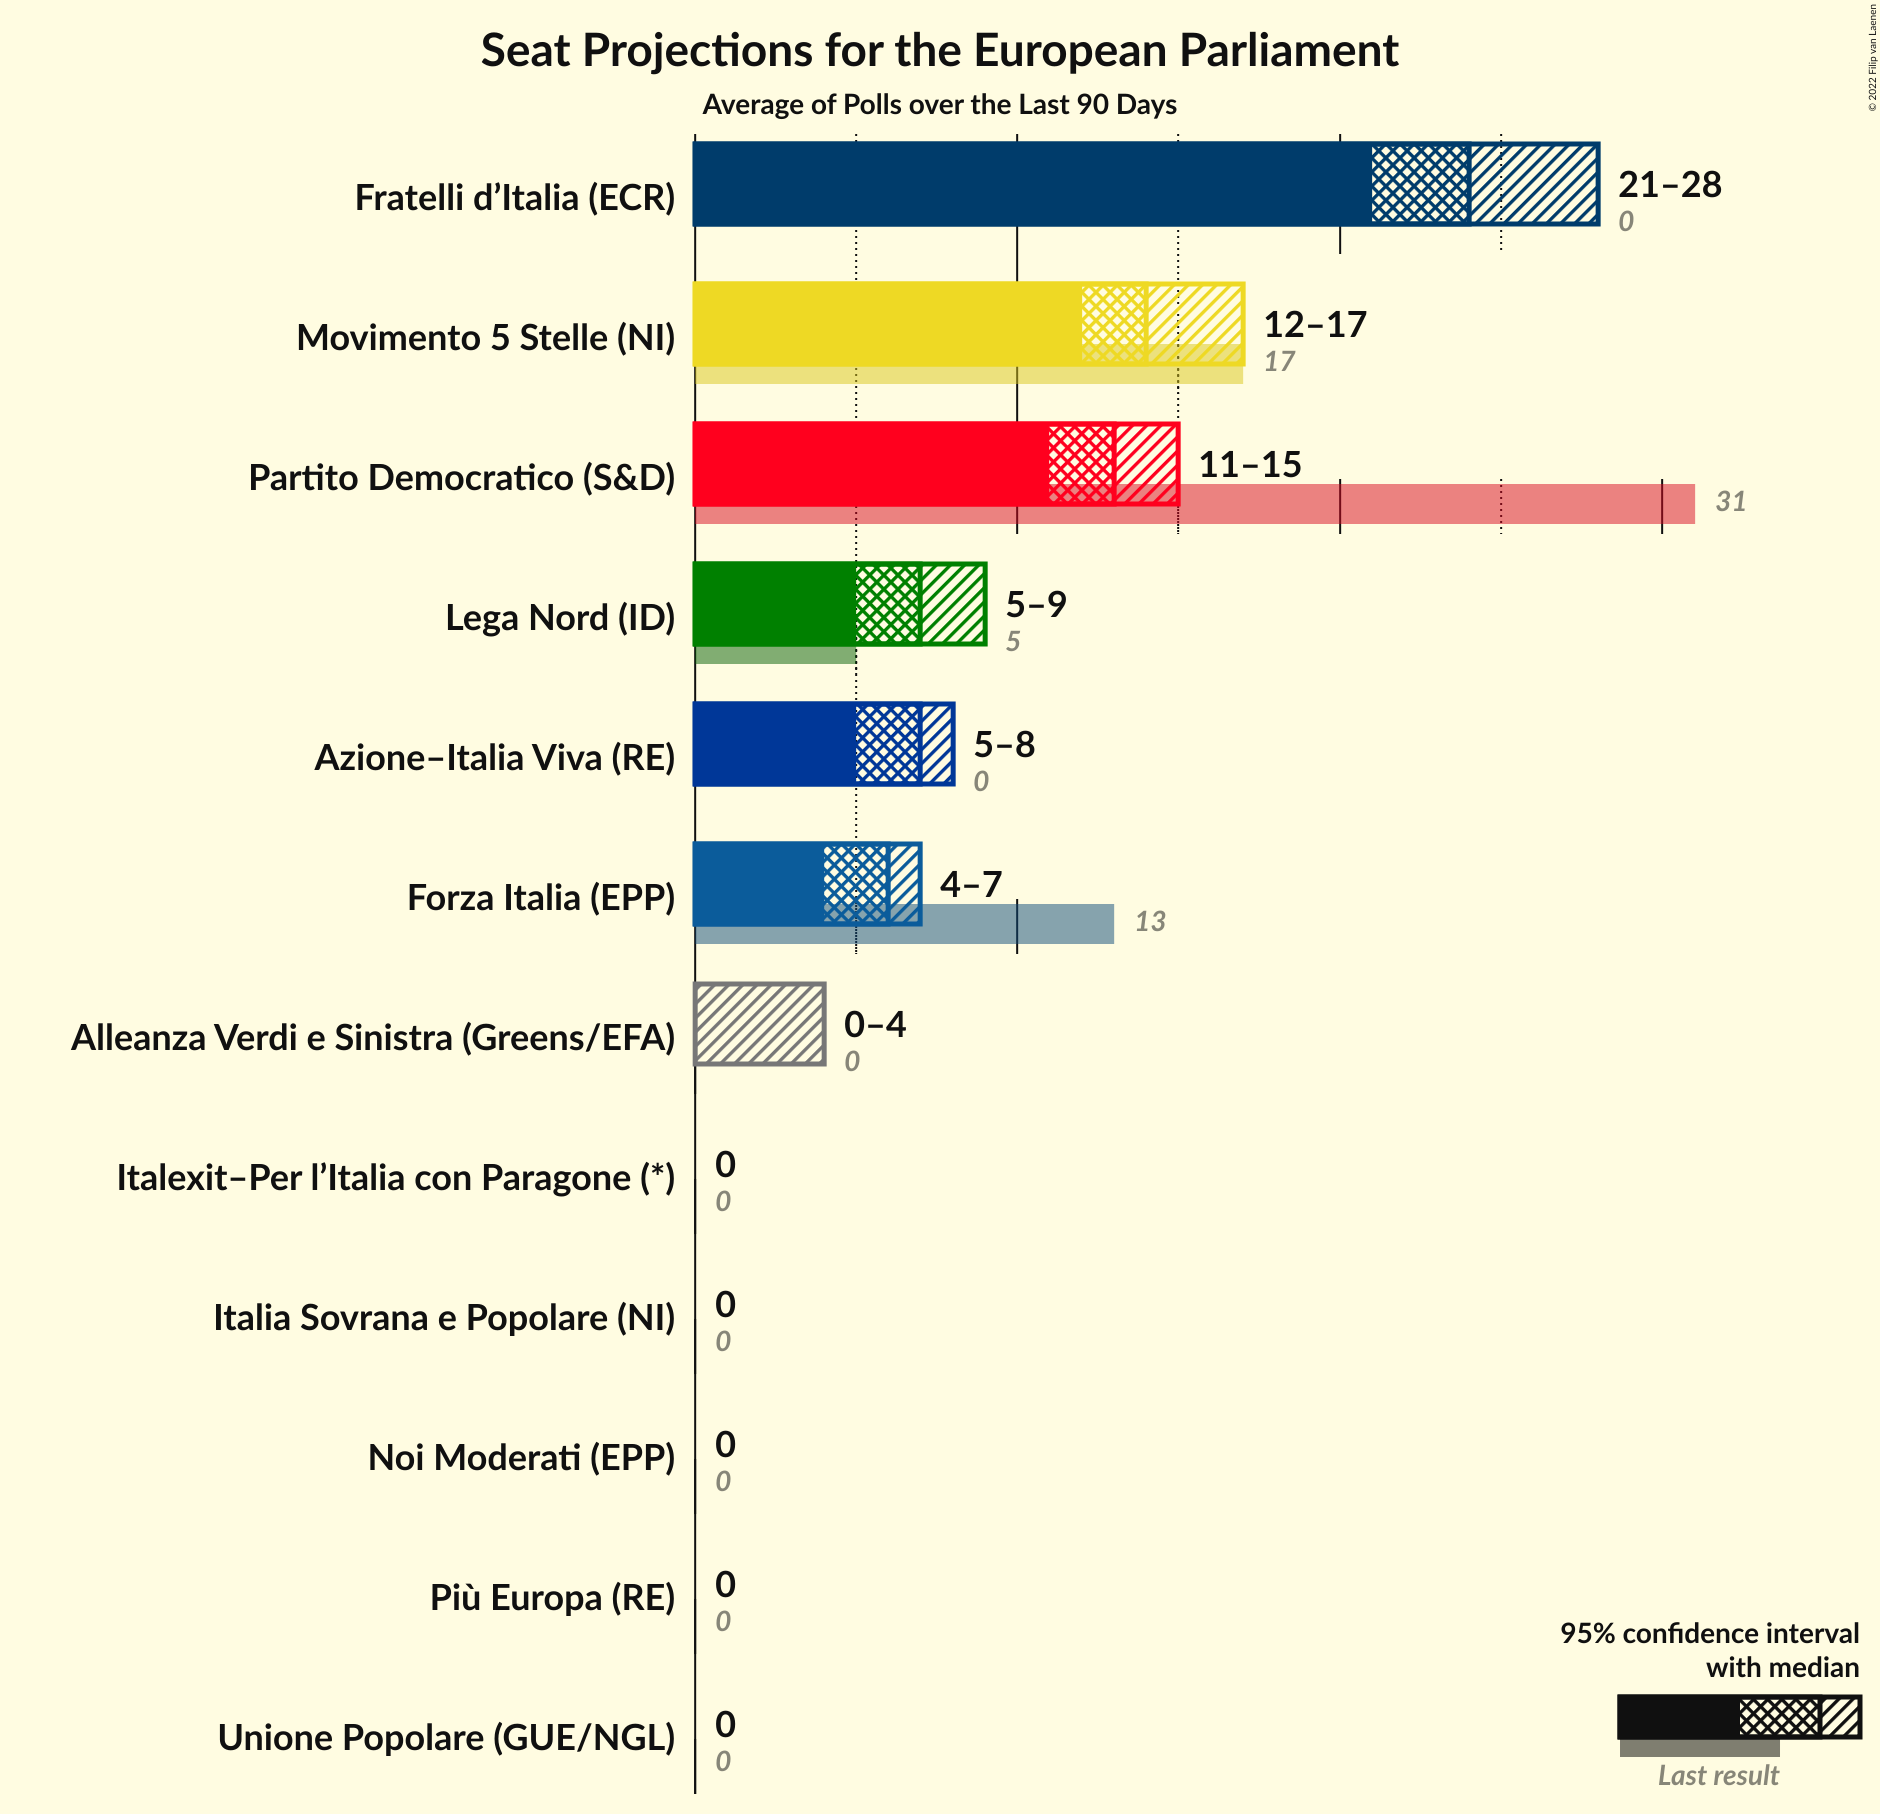 © 2022 Filip van Laenen
Seat Projections for the European Parliament
Average of Polls over the Last 90 Days
Fratelli d’Italia (ECR)
21–28
0
Movimento 5 Stelle (NI)
12–17
17
Partito Democratico (S&D)
11–15
31
Lega Nord (ID)
5–9
5
Azione–Italia Viva (RE)
5–8
0
Forza Italia (EPP)
4–7
13
Alleanza Verdi e Sinistra (Greens/EFA)
0–4
0
Italexit–Per l’Italia con Paragone (*)
0
0
Italia Sovrana e Popolare (NI)
0
0
Noi Moderati (EPP)
0
0
Più Europa (RE)
0
0
Unione Popolare (GUE/NGL)
0
0
95% confidence interval
with median
Last result